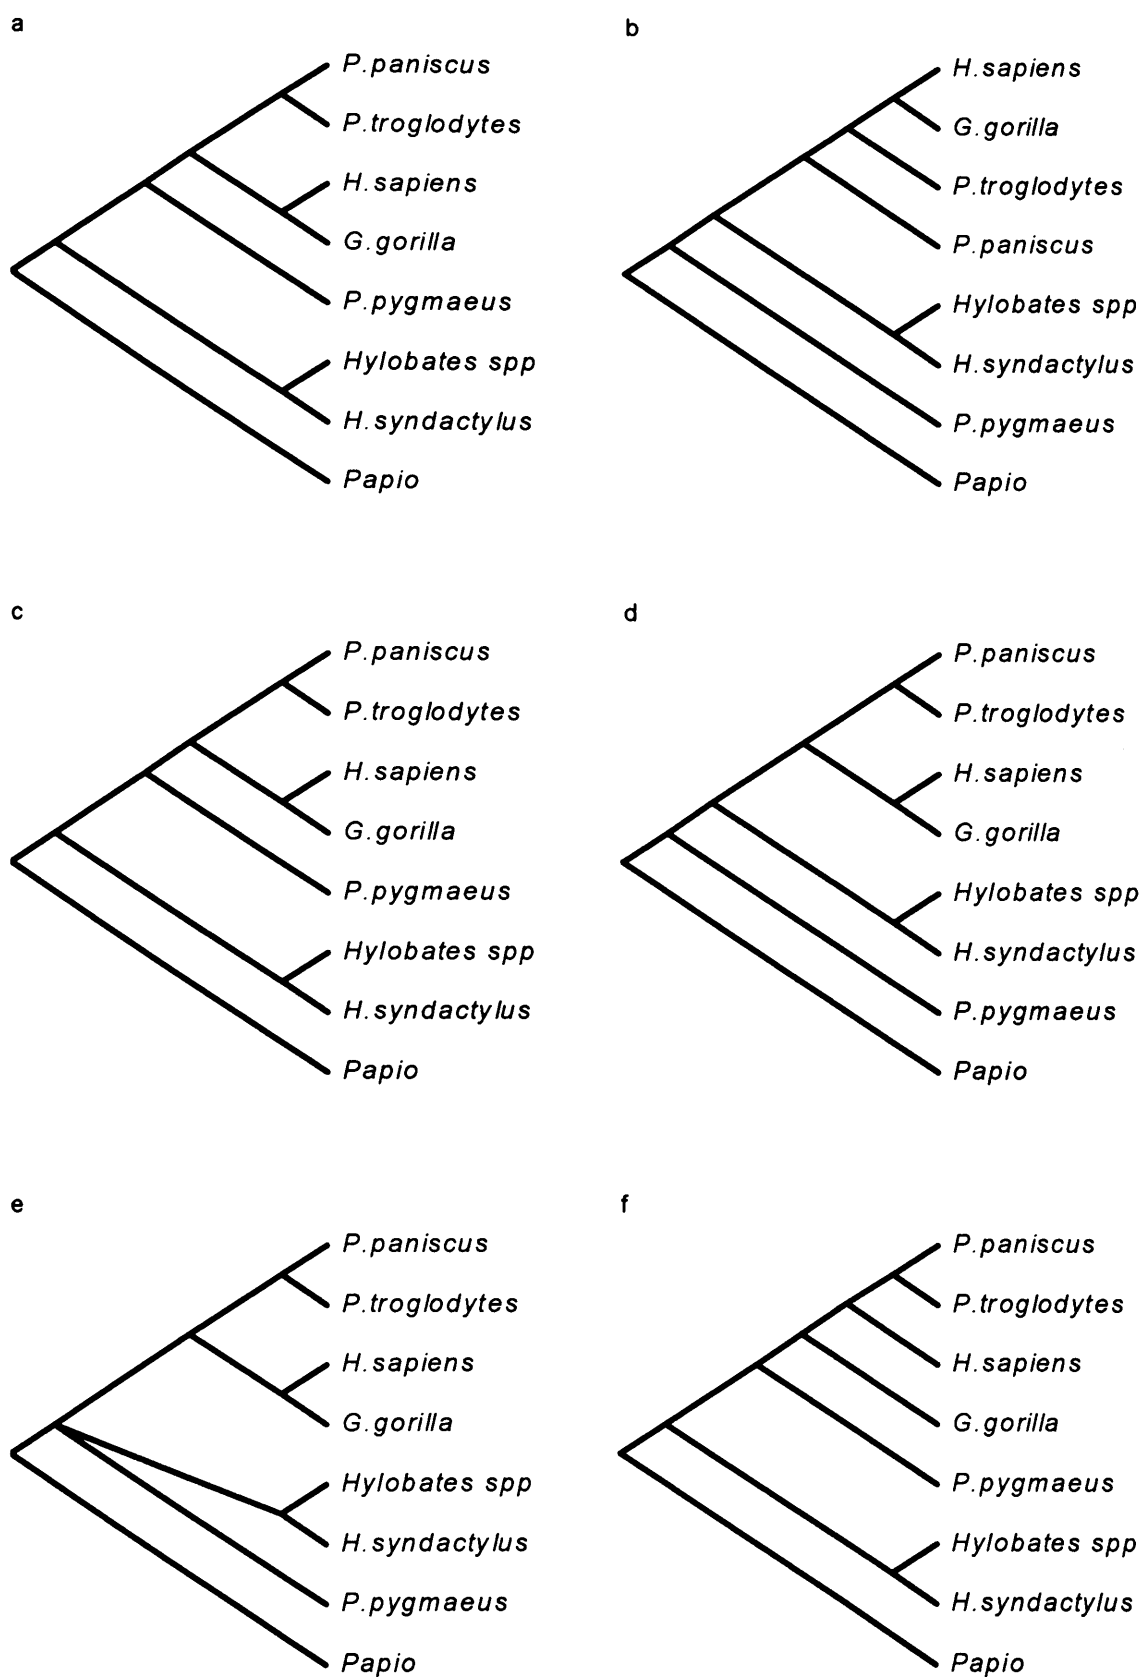 a
P.paniscus
P.troglodytes
H.sapiens
G.gorilla
P.pygmaeus
Hylobates spp
H.syndactylus
Papio
b
H.sapiens
G.gorilla
P.troglodytes
P.paniscus
Hylobates spp
H.syndactylus
P.pygmaeus
Papio
c
P.paniscus
P.troglodytes
H.sapiens
G.gorilla
P.pygmaeus
Hylobates spp
H.syndactylus
Papio
d
P.paniscus
P.troglodytes
H.sapiens
G.gorilla
Hylobates spp
H.syndactylus
P.pygmaeus
Papio
e
P.paniscus
P.troglodytes
H.sapiens
G.gorilla
Hylobates spp
H.syndactylus
P.pygmaeus
Papio
f
P.paniscus
P.troglodytes
H.sapiens
G.gorilla
P.pygmaeus
Hylobates spp
H.syndactylus
Papio